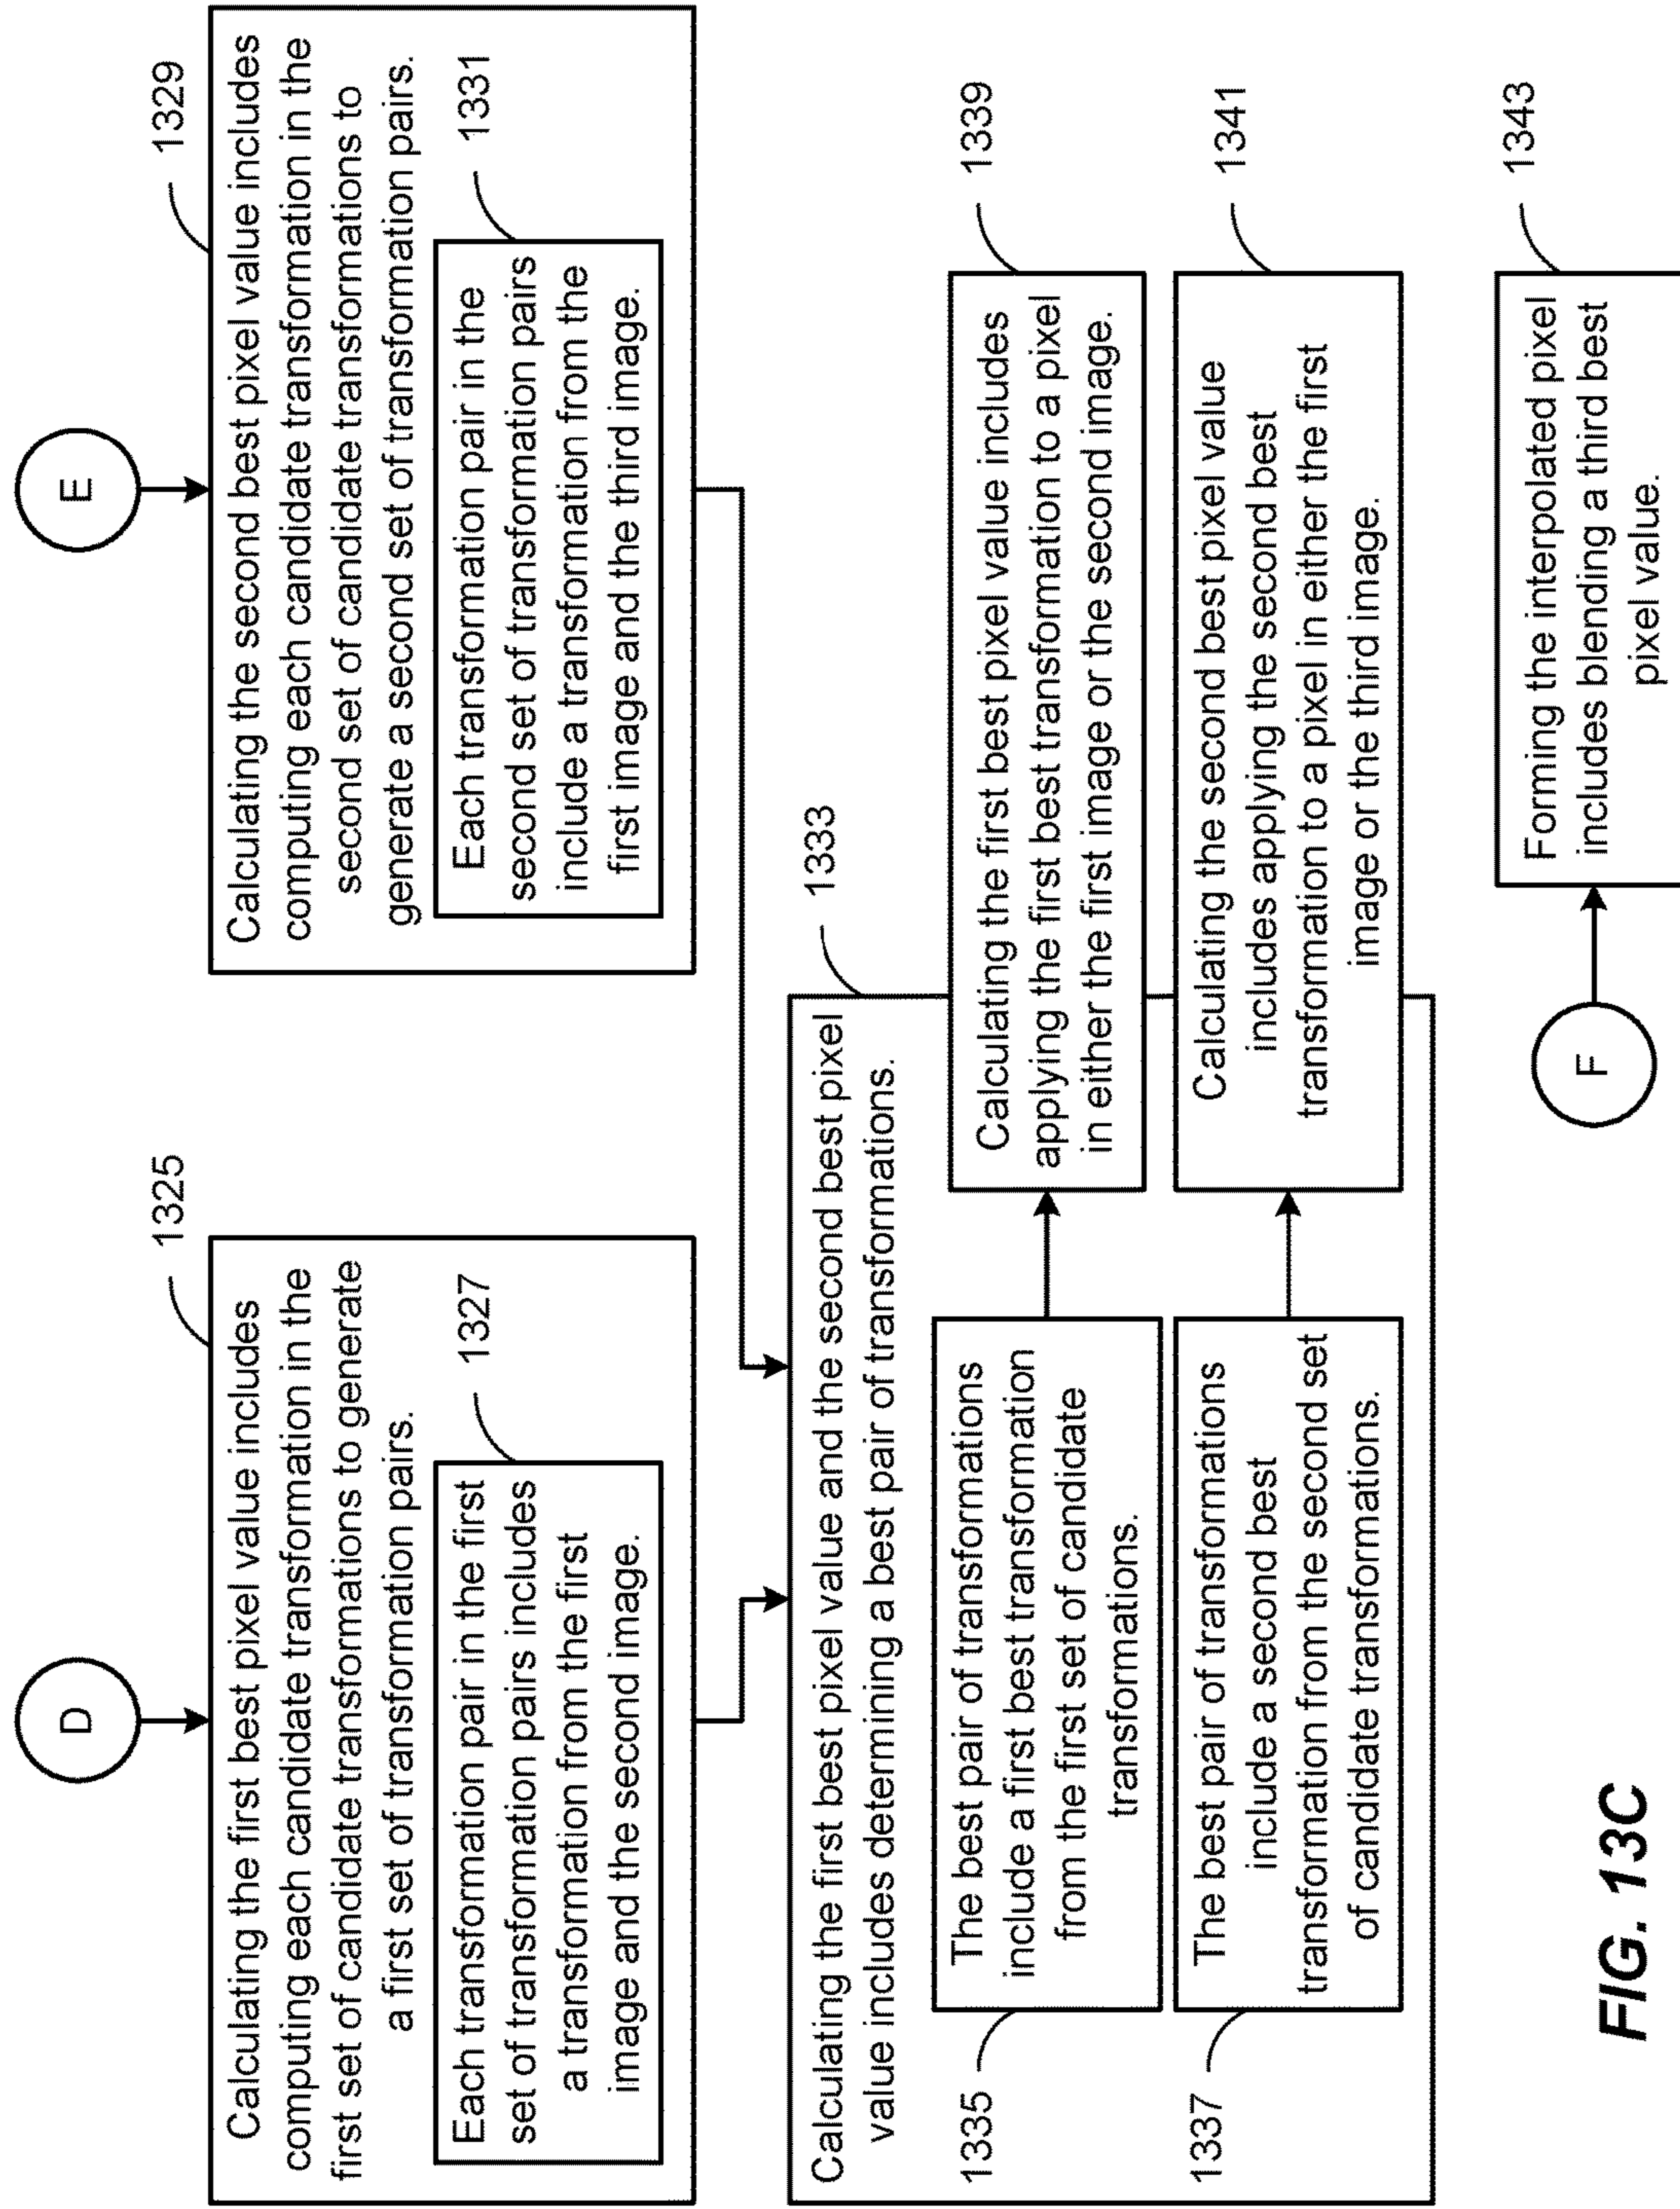 D
1325
Calculating the first best pixel value includes
computing each candidate transformation in the
first set of candidate transformations to generate
a first set of transformation pairs.
1327
Each transformation pair in the first
set of transformation pairs includes
a transformation from the first
image and the second image.
E
1329
Calculating the second best pixel value includes
computing each candidate transformation in the
second set of candidate transformations to
generate a second set of transformation pairs.
1331
Each transformation pair in the
second set of transformation pairs
include a transformation from the
first image and the third image.
1333
Calculating the first best pixel value and the second best pixel
value includes determining a best pair of transformations.
1335
The best pair of transformations
include a first best transformation
from the first set of candidate
transformations.
1339
Calculating the first best pixel value includes
applying the first best transformation to a pixel
in either the first image or the second image.
1337
The best pair of transformations
include a second best
transformation from the second set
of candidate transformations.
1341
Calculating the second best pixel value
includes applying the second best
transformation to a pixel in either the first
image or the third image.
F
1343
Forming the interpolated pixel
includes blending a third best
pixel value.
FIG. 13C